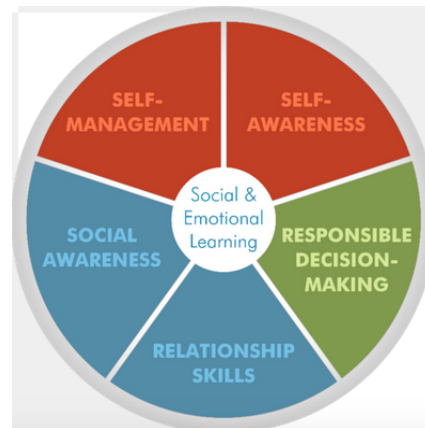 SELF-
MANAGEMENT
SELF-
AWARENESS
Social &
Emotional
Learning
SOCIAL
AWARENESS
RESPONSIBLE
DECISION-
MAKING
RELATIONSHIP
SKILLS